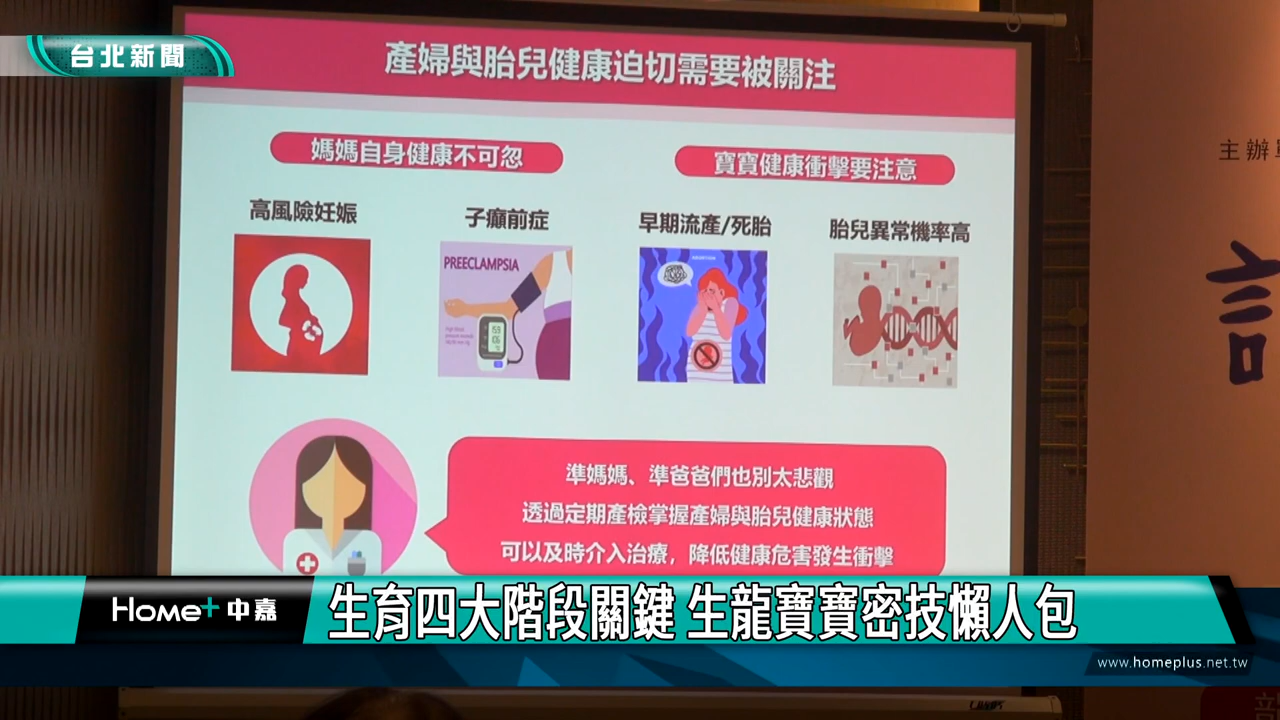 台北新聞
產婦與胎兒健康迫切需要被關注
媽媽自身健康不可忽
寶寶健康衝擊要注意
高風險妊娠
子癲前症
早期流產/死胎
胎兒異常機率高
PREECLAMPSIA
159
106
主辦
準媽媽、準爸爸們也別太悲觀
透過定期產檢掌握產婦與胎兒健康狀態
可以及時介入治療，降低健康危害發生衝擊
Home+ 中嘉
生育四大階段關鍵 生龍寶寶密技懶人包
www.homeplus.net.tw